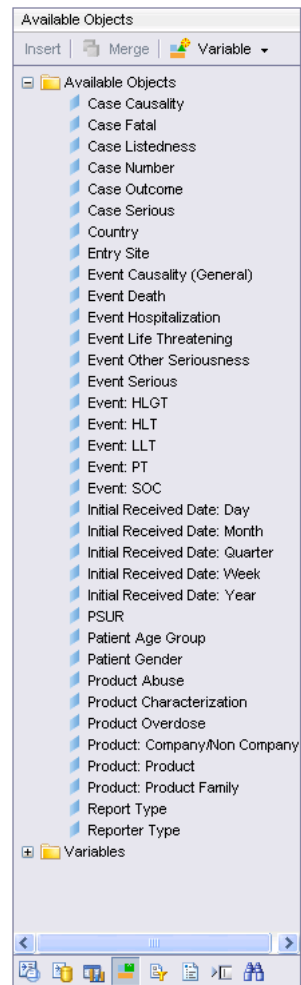 Available Objects
Insert Merge Variable
Available Objects
Case Causality
Case Fatal
Case Listedness
Case Number
Case Outcome
Case Serious
Country
Entry Site
Event Causality (General)
Event Death
Event Hospitalization
Event Life Threatening
Event Other Seriousness
Event Serious
Event: HLGT
Event: HLT
Event: LLT
Event: PT
Event: SOC
Initial Received Date: Day
Initial Received Date: Month
Initial Received Date: Quarter
Initial Received Date: Week
Initial Received Date: Year
PSUR
Patient Age Group
Patient Gender
Product Abuse
Product Characterization
Product Overdose
Product: Company/Non Company
Product: Product
Product: Product Family
Report Type
Reporter Type
Variables